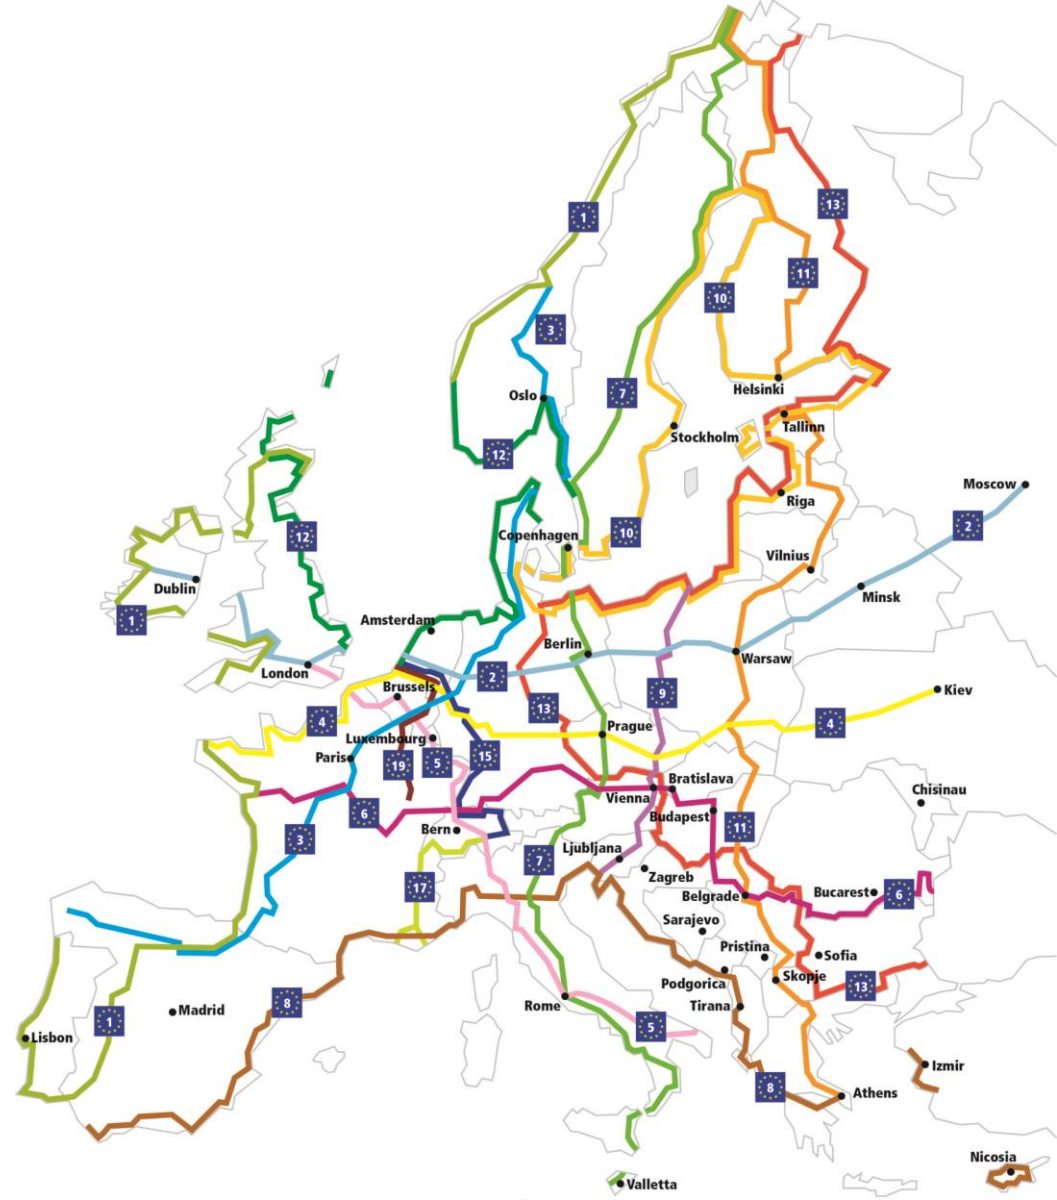 1
13
11
10
3
7
Oslo
Helsinki
Tallinn
Stockholm
12
Moscow
Riga
2
12
10
Copenhagen
Vilnius
Dublin
Minsk
1
Amsterdam
Berlin
Warsaw
London
2
Brussels
9
Kiev
13
4
4
Prague
Luxembourg
Paris
19
5
15
Bratislava
Vienna
Chisinau
6
Budapest
Bern
11
3
Ljubljana
7
Zagreb
17
Belgrade
Bucarest
6
Sarajevo
Pristina
Sofia
Podgorica
Skopje
13
8
Rome
Tirana
Madrid
1
5
Lisbon
Izmir
8
Athens
Nicosia
Valletta